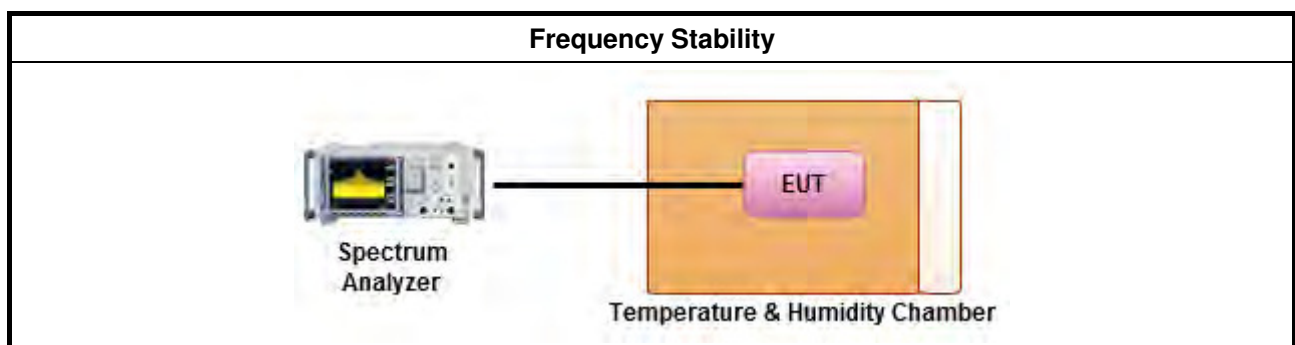 Frequency Stability
EUT
Spectrum
Analyzer
Temperature & Humidity Chamber